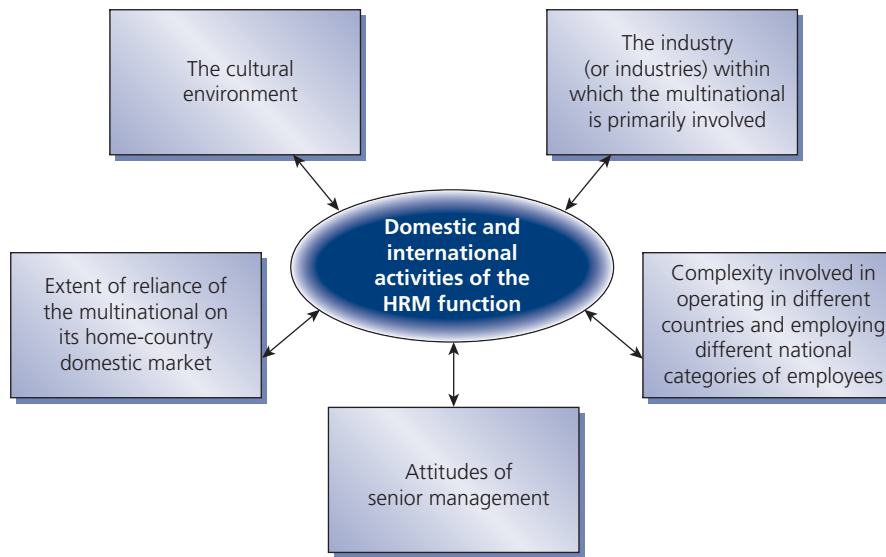 The cultural
environment
The industry
(or industries) within
which the multinational
is primarily involved
Domestic and
international
activities of the
HRM function
Extent of reliance of
the multinational on
its home-country
domestic market
Complexity involved in
operating in different
countries and employing
different national
categories of employees
Attitudes of
senior management